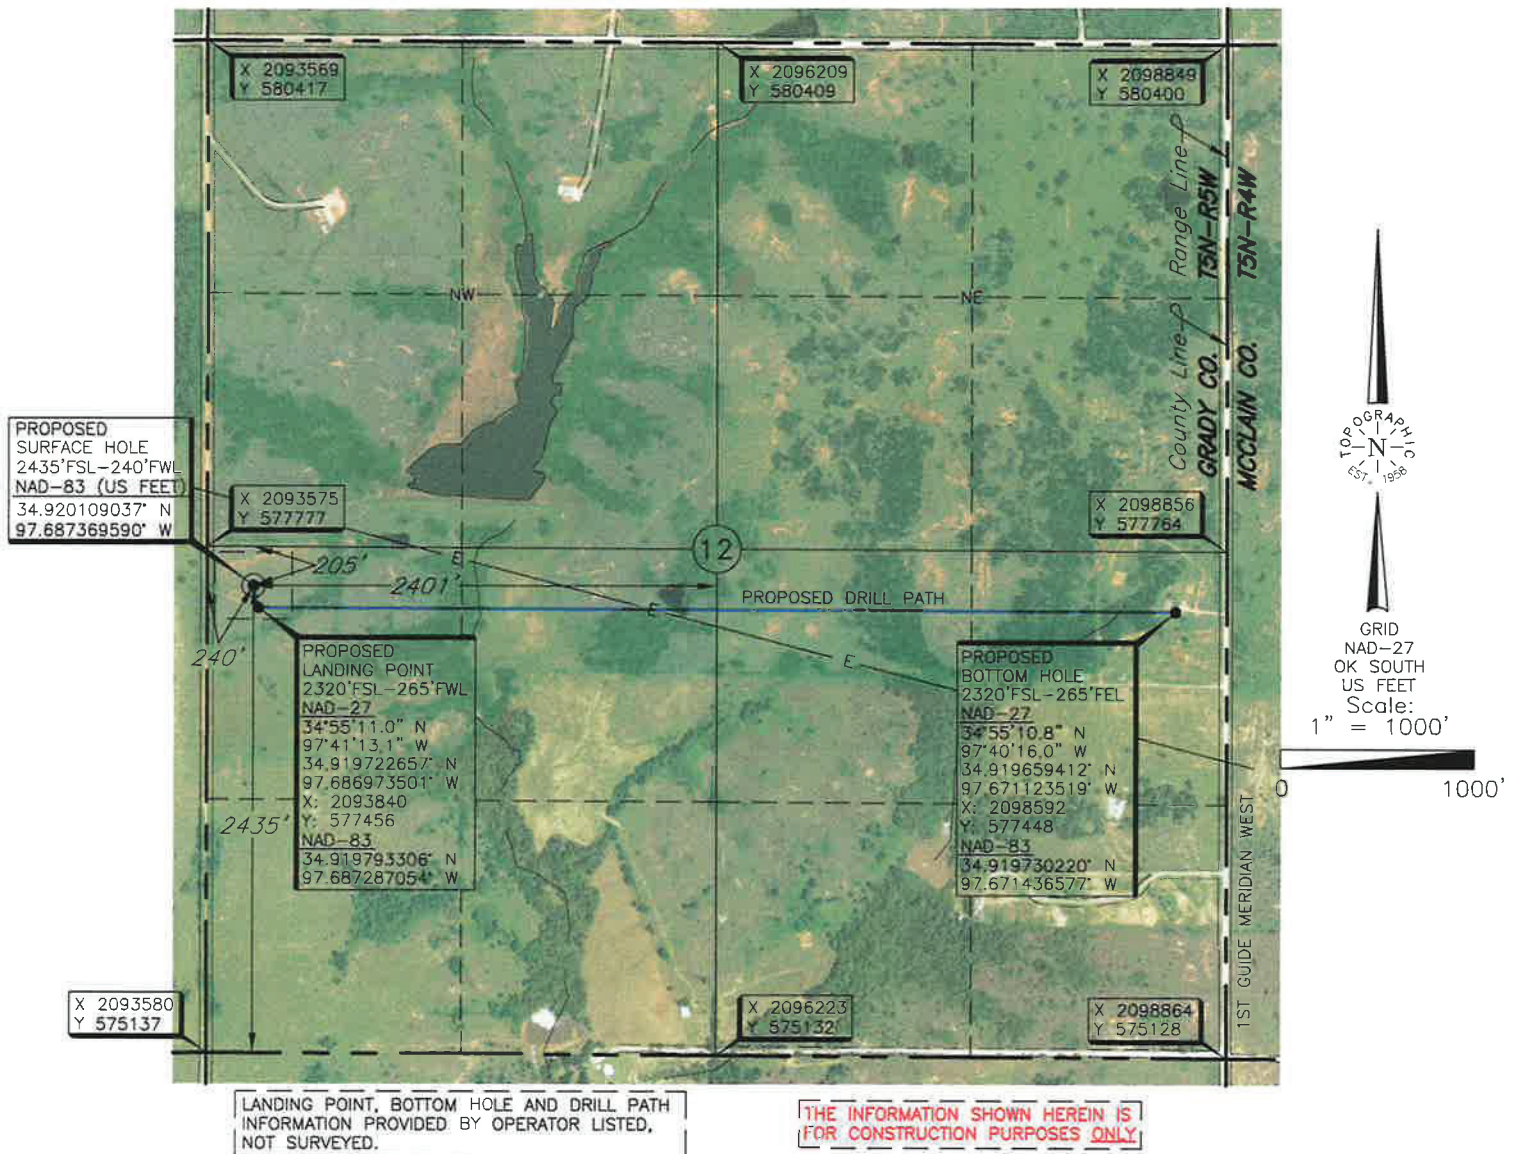 X 2093569
Y 580417
X 2096209
Y 580409
X 2098849
Y 580400
County Line
Range Line
GRADY CO.
T5N-R5W
MCCLAIN CO.
T5N-R4W
NW
NE
PROPOSED
SURFACE HOLE
2435'FSL-240'FWL
NAD-83 (US FEET)
34.920109037° N
97.687369590° W
X 2093575
Y 577777
X 2098856
Y 577764
12
205'
2401'
E
E
E
PROPOSED DRILL PATH
240'
2435'
PROPOSED
LANDING POINT
2320'FSL-265'FWL
NAD-27
34°55'11.0" N
97°41'13.1" W
34.919722657° N
97.686973501° W
X: 2093840
Y: 577456
NAD-83
34.919793306° N
97.687287054° W
PROPOSED
BOTTOM HOLE
2320'FSL-265'FEL
NAD-27
34°55'10.8" N
97°40'16.0" W
34.919659412° N
97.671123519° W
X: 2098592
Y: 577448
NAD-83
34.919730220° N
97.671436577° W
1ST GUIDE MERIDIAN WEST
TOPOGRAPHIC
N
EST. 1958
GRID
NAD-27
OK SOUTH
US FEET
Scale:
1" = 1000'
0
1000'
X 2093580
Y 575137
X 2096223
Y 575132
X 2098864
Y 575128
LANDING POINT, BOTTOM HOLE AND DRILL PATH
INFORMATION PROVIDED BY OPERATOR LISTED,
NOT SURVEYED.
THE INFORMATION SHOWN HEREIN IS
FOR CONSTRUCTION PURPOSES ONLY